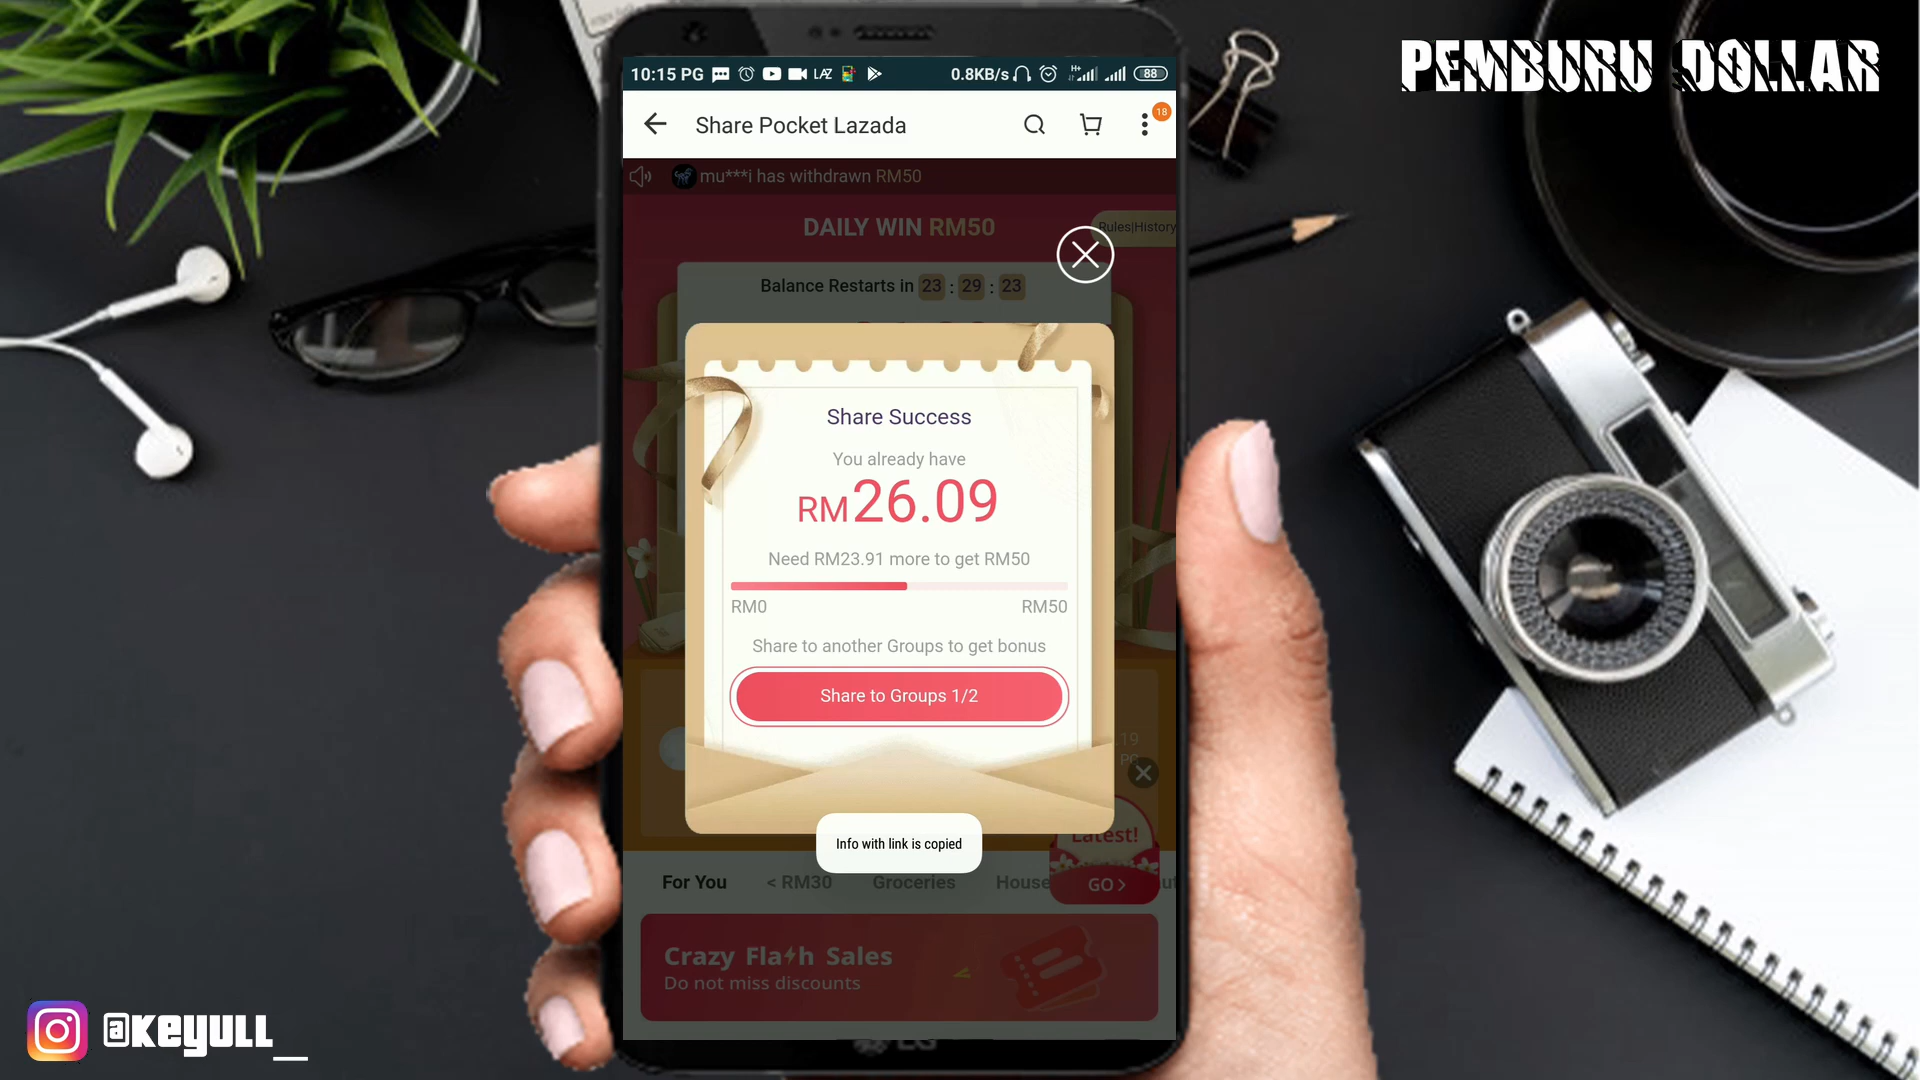 PEMBURU DOLLAR
10:15 PG
LAZ
0.8KB/s
H+
88
Share Pocket Lazada
18
mu***i has withdrawn RM50
DAILY WIN RM50
Rules|History
Balance Restarts in 23 : 29 : 23
Share Success
You already have
RM26.09
Need RM23.91 more to get RM50
RM0
RM50
Share to another Groups to get bonus
Share to Groups 1/2
.19
Latest!
Info with link is copied
For You
< RM30
Groceries
House
GO >
Crazy Flash Sales
Do not miss discounts
LG
@keyull_